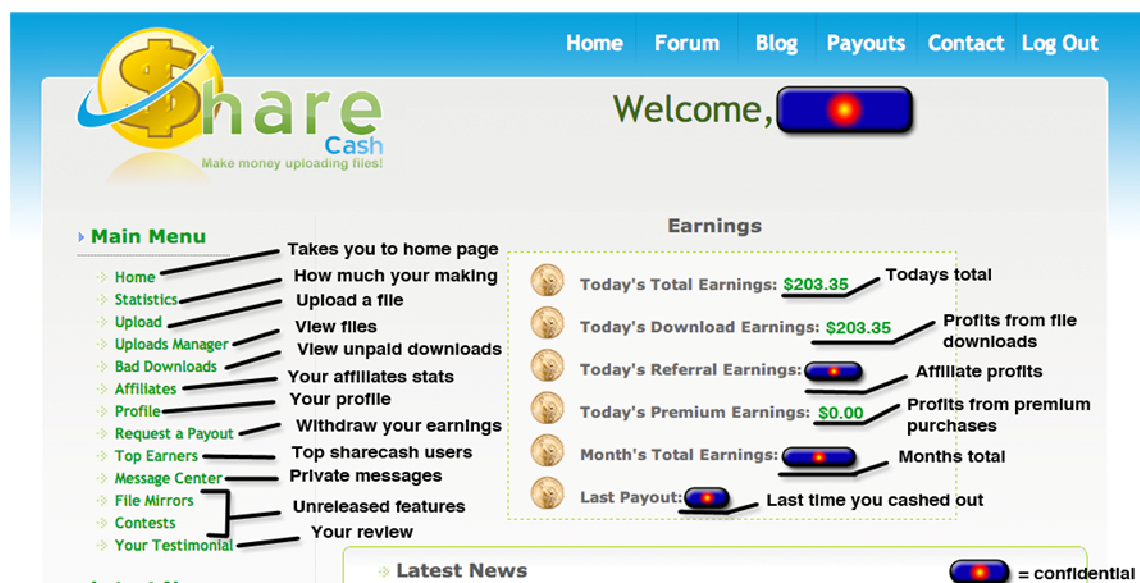 Home Forum Blog Payouts Contact Log Out
$hare
Cash
Make money uploading files!
Welcome,
Main Menu
Home
Takes you to home page
Statistics
How much your making
Upload
Upload a file
Uploads Manager
View files
Bad Downloads
View unpaid downloads
Affiliates
Your affiliates stats
Profile
Your profile
Request a Payout
Withdraw your earnings
Top Earners
Top sharecash users
Message Center
Private messages
File Mirrors
Contests
Unreleased features
Your Testimonial
Your review
Earnings
Today's Total Earnings: $203.35
Todays total
Today's Download Earnings: $203.35
Profits from file
downloads
Today's Referral Earnings:
Affiliate profits
Today's Premium Earnings: $0.00
Profits from premium
purchases
Month's Total Earnings:
Months total
Last Payout:
Last time you cashed out
Latest News
= confidential